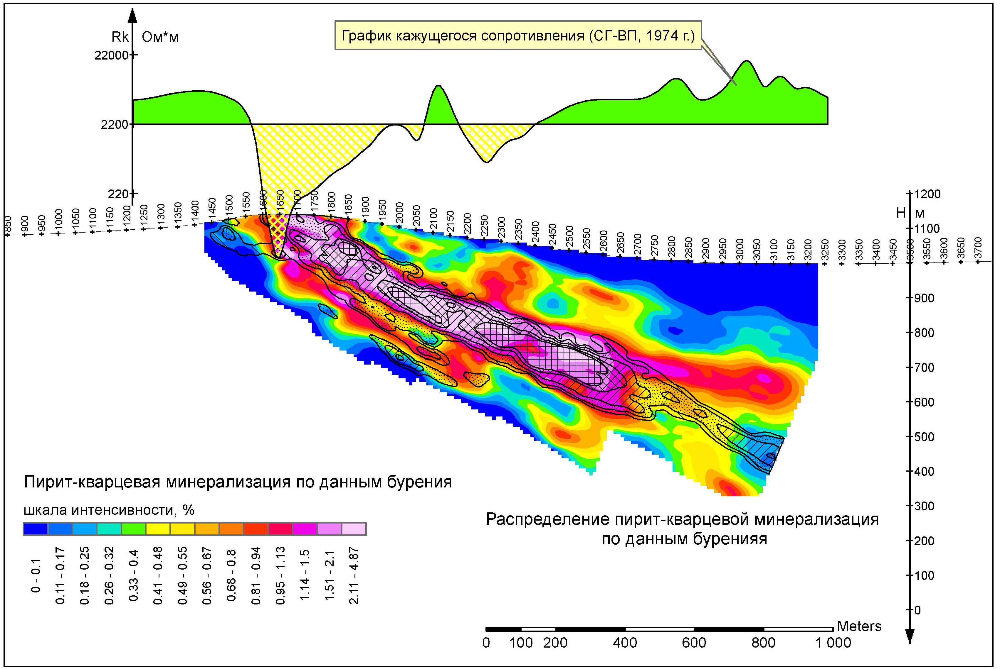 Rk Ом*м
График кажущегося сопротивления (СГ-ВП, 1974 г.)
22000
2200
220
850 900 950 1000 1050 1100 1150 1200 1250 1300 1350 1400 1450 1500 1550 1600 1650 1700 1750 1800 1850 1900 1950 2000 2050 2100 2150 2200 2250 2300 2350 2400 2450 2500 2550 2600 2650 2700 2750 2800 2850 2900 2950 3000 3050 3100 3150 3200 3250 3300 3350 3400 3450 3500 3550 3600 3650 3700
1200
Н м
1100
900
800
700
600
500
400
300
200
100
0
Пирит-кварцевая минерализация по данным бурения
шкала интенсивности, %
0 - 0.1
0.11 - 0.17
0.18 - 0.25
0.26 - 0.32
0.33 - 0.4
0.41 - 0.48
0.49 - 0.55
0.56 - 0.67
0.68 - 0.8
0.81 - 0.94
0.95 - 1.13
1.14 - 1.5
1.51 - 2.1
2.11 - 4.87
Распределение пирит-кварцевой минерализация
по данным буренияя
Meters
0 100 200 400 600 800 1 000